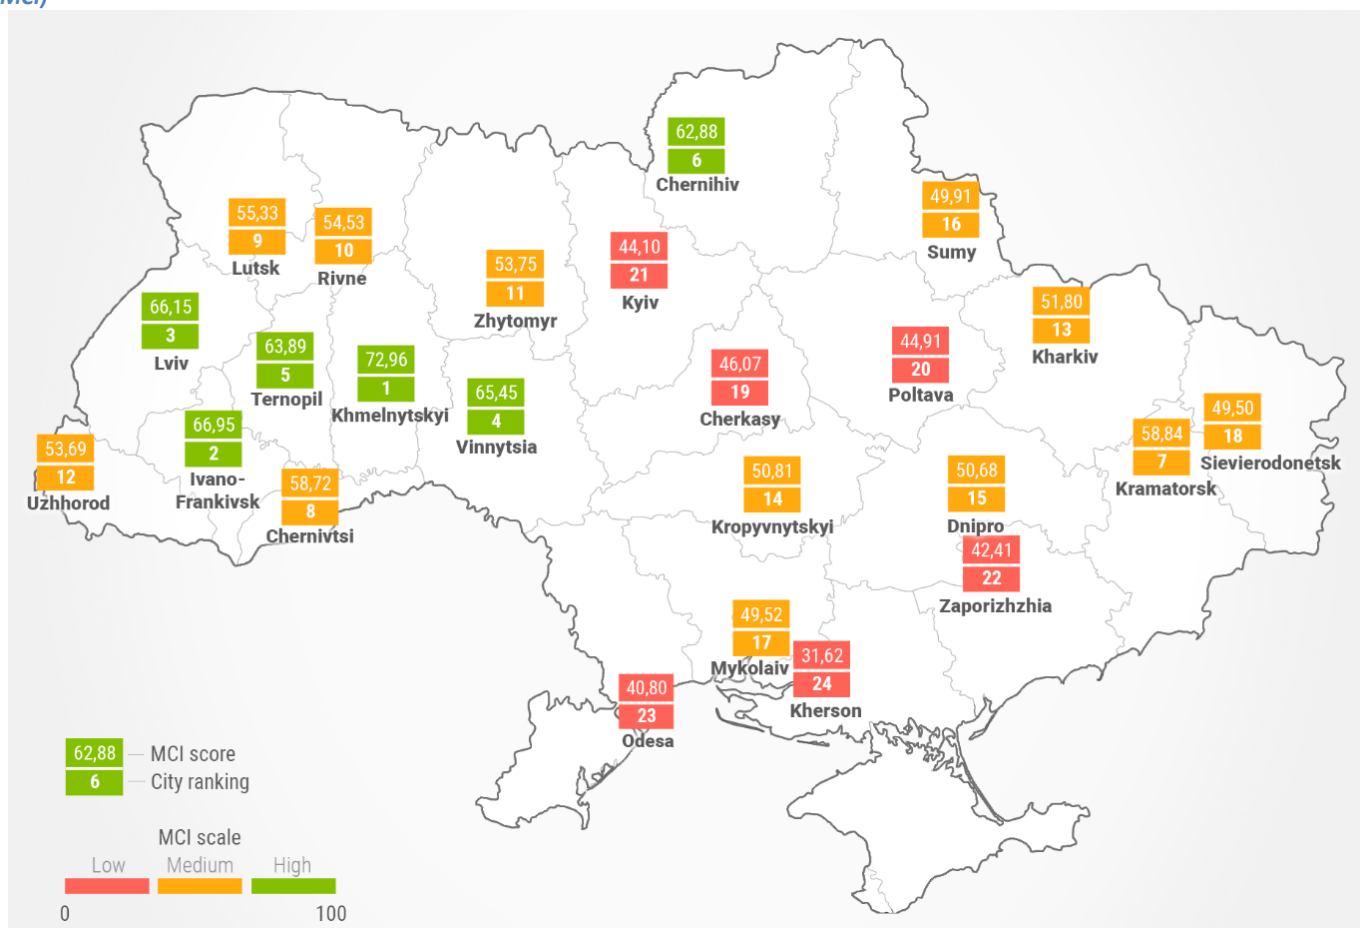 MCI)
62,88
6
Chernihiv
49,91
16
Sumy
55,33
9
Lutsk
54,53
10
Rivne
53,75
11
Zhytomyr
44,10
21
Kyiv
66,15
3
Lviv
63,89
5
Ternopil
72,96
1
Khmelnytskyi
65,45
4
Vinnytsia
46,07
19
Cherkasy
44,91
20
Poltava
51,80
13
Kharkiv
49,50
18
Sievierodonetsk
58,84
7
Kramatorsk
53,69
12
Uzhhorod
66,95
2
Ivano-
Frankivsk
58,72
8
Chernivtsi
50,81
14
Kropyvnytskyi
50,68
15
Dnipro
42,41
22
Zaporizhzhia
49,52
17
Mykolaiv
31,62
24
Kherson
40,80
23
Odesa
62,88 MCI score
6 City ranking
MCI scale
Low Medium High
0 100